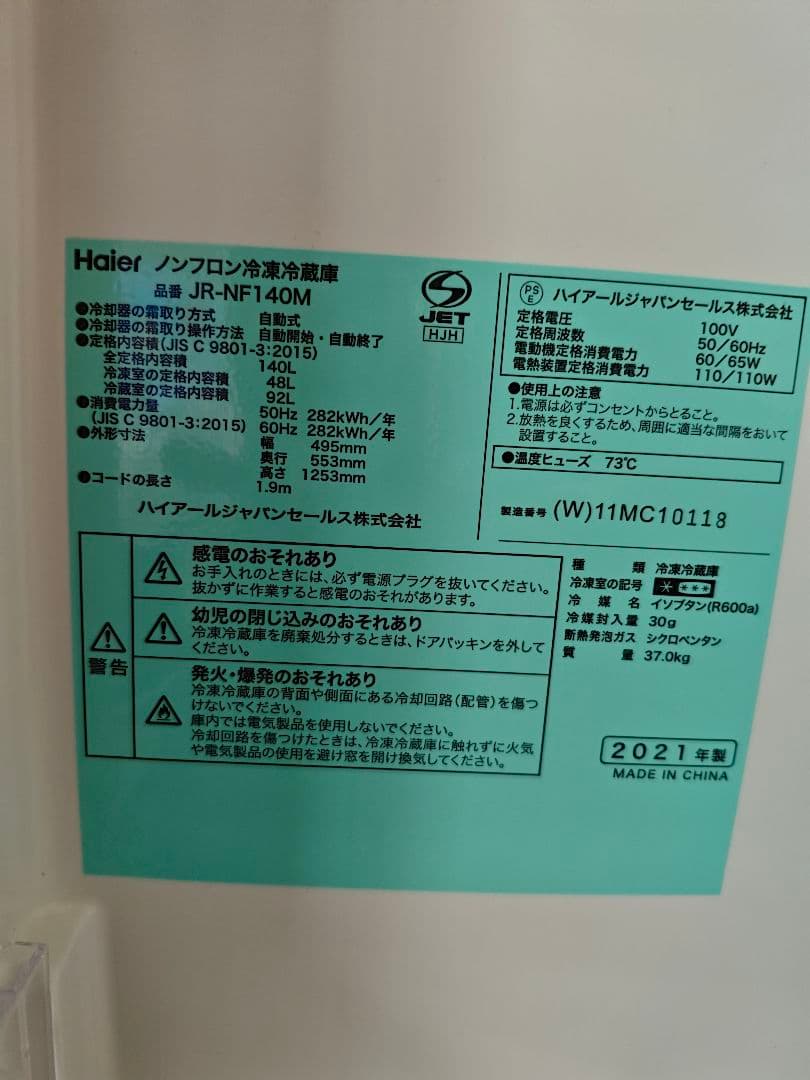 Haier ノンフロン冷凍冷蔵庫
品番 JR-NF140M
●冷却器の霜取り方式 自動式
●冷却器の霜取り操作方法 自動開始・自動終了
●定格内容積(JIS C 9801-3:2015)
全定格内容積 140L
冷凍室の定格内容積 48L
冷蔵室の定格内容積 92L
●消費電力量 50Hz 282kWh/年
(JIS C 9801-3:2015) 60Hz 282kWh/年
●外形寸法 幅 495mm
奥行 553mm
高さ 1253mm
●コードの長さ 1.9m
ハイアールジャパンセールス株式会社
JET
HJH
PS
E
ハイアールジャパンセールス株式会社
定格電圧 100V
定格周波数 50/60Hz
電動機定格消費電力 60/65W
電熱装置定格消費電力 110/110W
●使用上の注意
1.電源は必ずコンセントからとること。
2.放熱を良くするため、周囲に適当な間隔をおいて
設置すること。
●温度ヒューズ 73℃
製造番号 (W)11MC10118
警告
感電のおそれあり
お手入れのときには、必ず電源プラグを抜いてください。
抜かずに作業すると感電のおそれがあります。
幼児の閉じ込みのおそれあり
冷凍冷蔵庫を廃棄処分するときは、ドアパッキンを外して
ください。
発火・爆発のおそれあり
冷凍冷蔵庫の背面や側面にある冷却回路(配管)を傷つ
けないでください。
庫内では電気製品を使用しないでください。
冷却回路を傷つけたときは、冷凍冷蔵庫に触れずに火気
や電気製品の使用を避け窓を開け換気してください。
種類 冷凍冷蔵庫
冷凍室の記号 * ***
冷媒名 イソブタン(R600a)
冷媒封入量 30g
断熱発泡ガス シクロペンタン
質量 37.0kg
2021年製
MADE IN CHINA